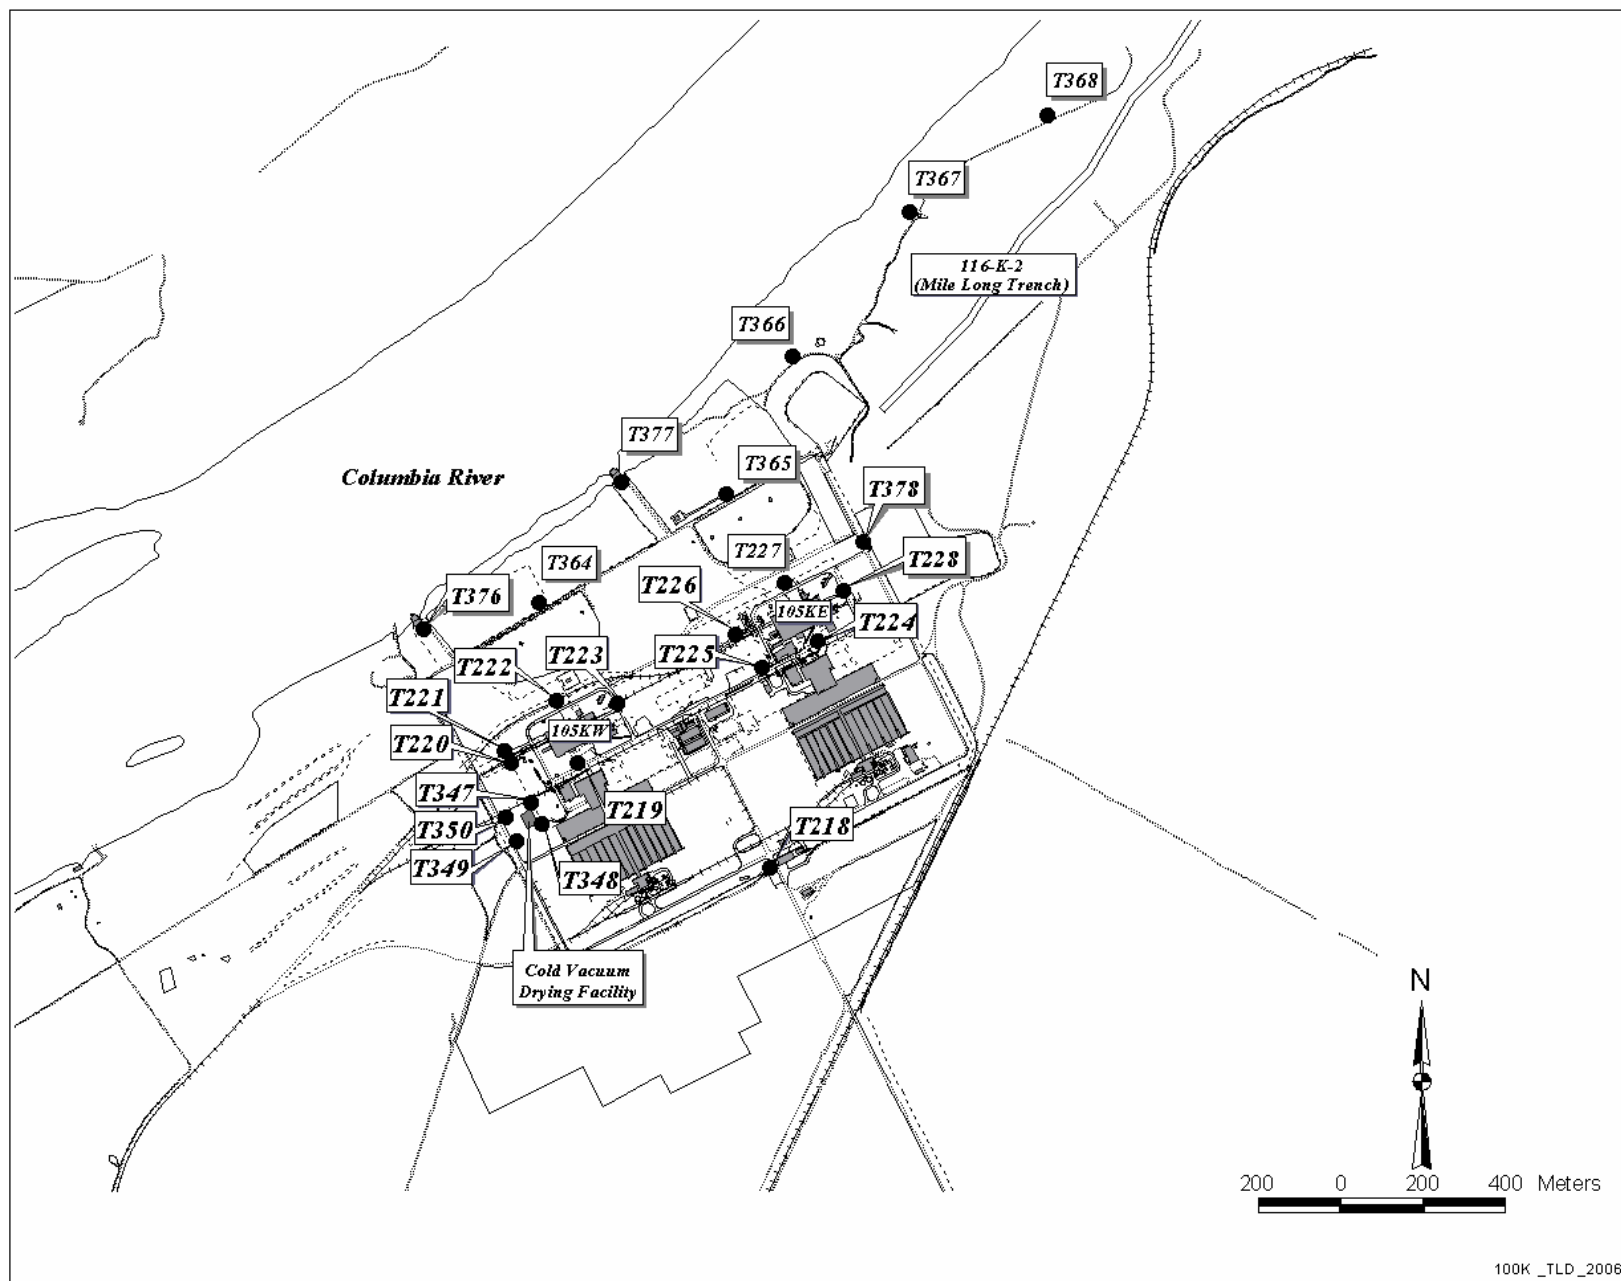 T368
T367
116-K-2
(Mile Long Trench)
T366
T377
T365
Columbia River
T378
T227
T228
T364
T226
T376
105KE
T224
T223
T225
T222
T221
105KW
T220
T347
T219
T350
T218
T349
T348
Cold Vacuum
Drying Facility
N
200 0 200 400 Meters
100K _TLD _2006